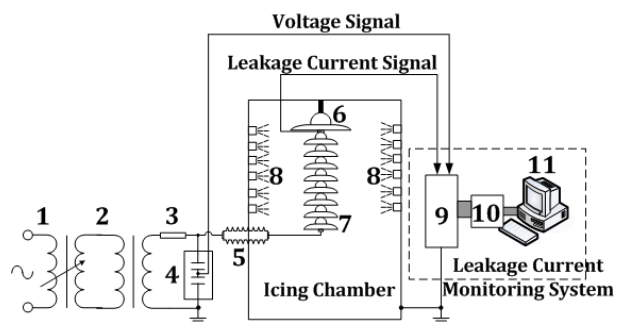 Voltage Signal
Leakage Current Signal
6
8
8
11
1
2
3
7
9
10
4
5
Leakage Current
Icing Chamber
Monitoring System